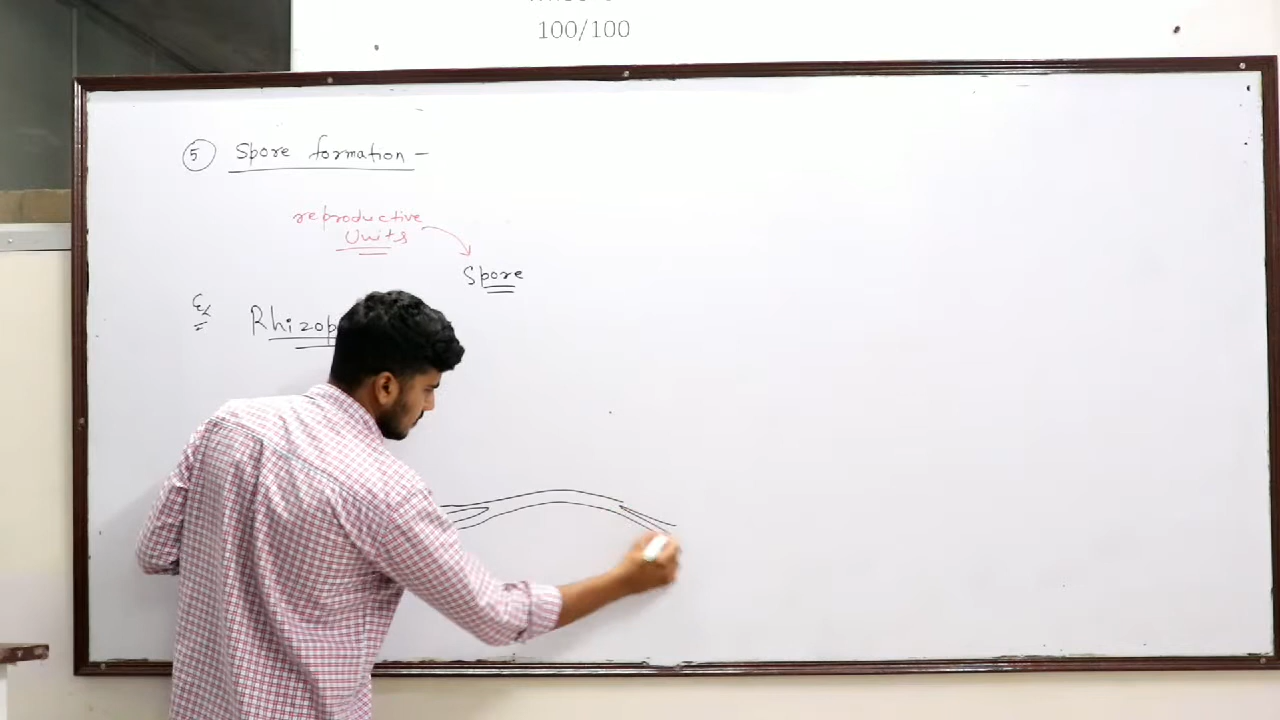 100/100
5 Spore formation -
reproductive
Units
Spore
Ex
Rhizop